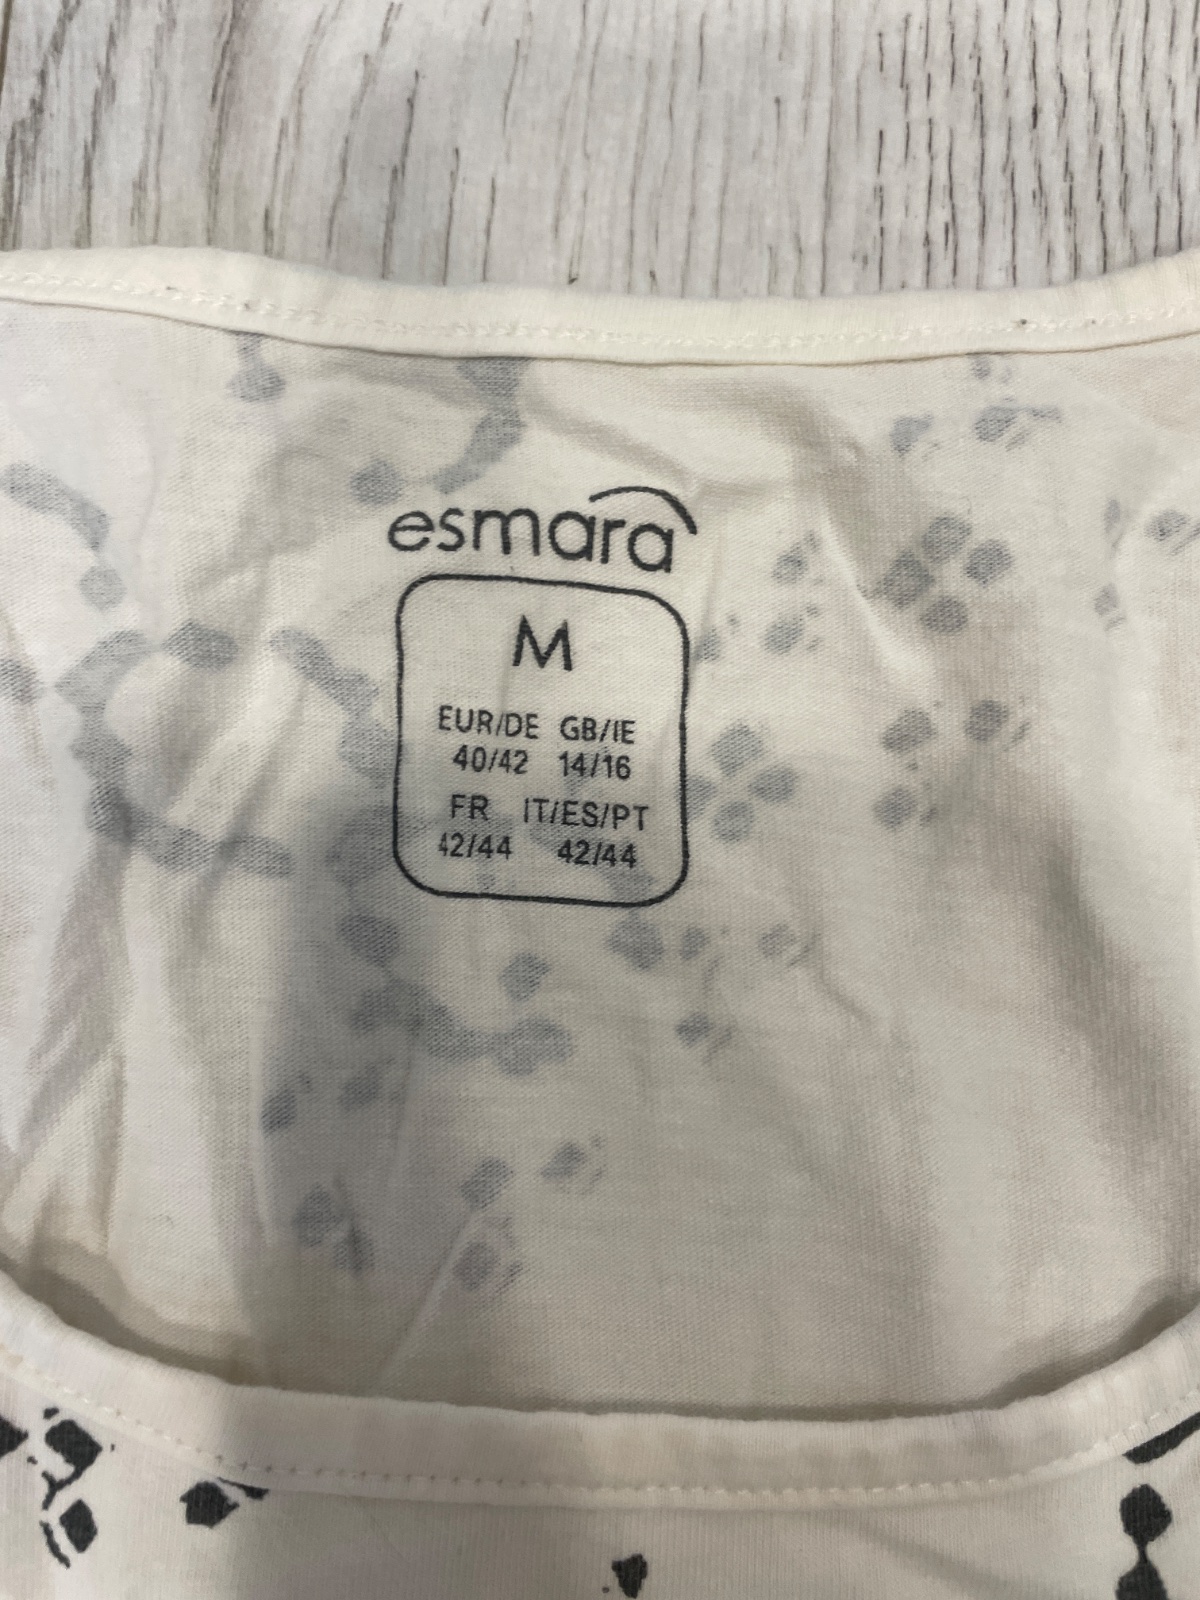 esmara
M
EUR/DE GB/IE
40/42 14/16
FR IT/ES/PT
42/44 42/44